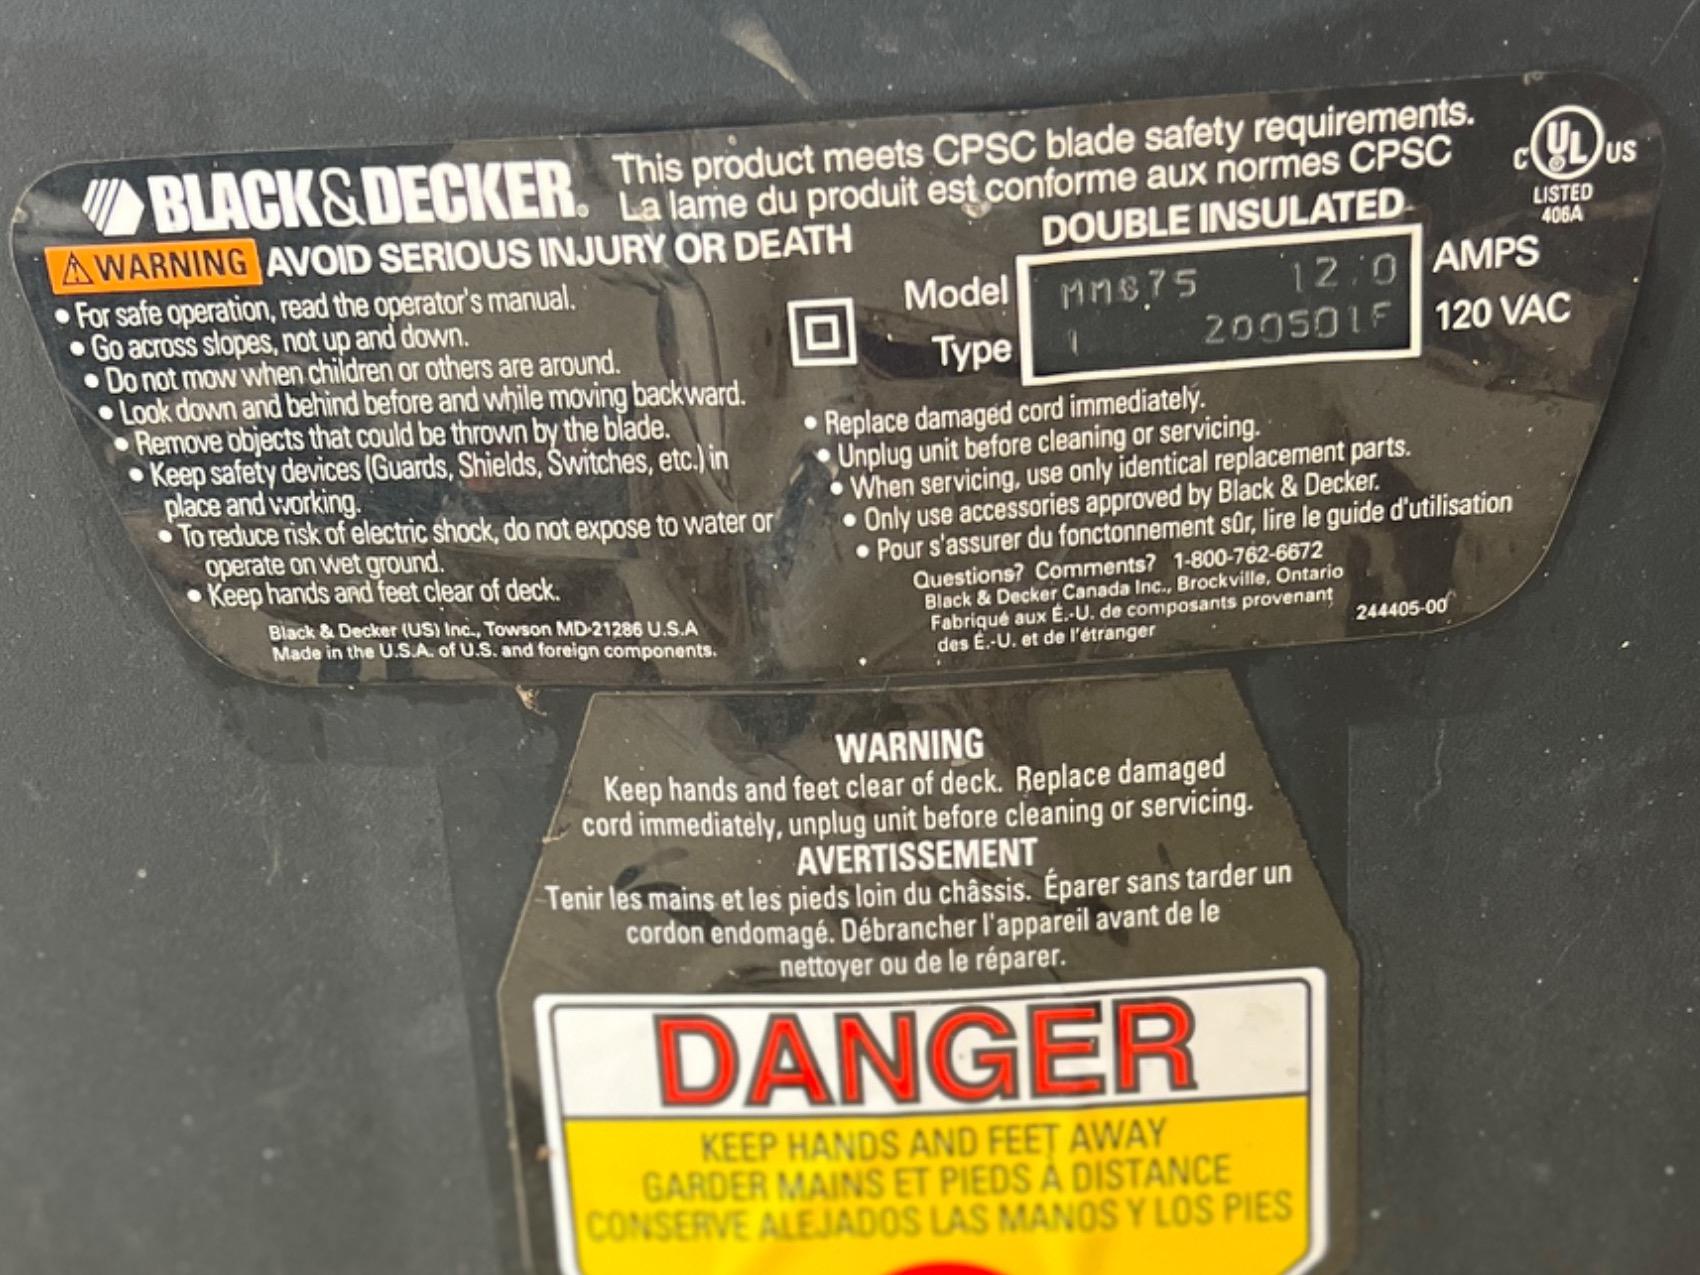 BLACK&DECKER®
This product meets CPSC blade safety requirements.
La lame du produit est conforme aux normes CPSC
C UL ® US
LISTED
406A
WARNING AVOID SERIOUS INJURY OR DEATH
• For safe operation, read the operator's manual.
• Go across slopes, not up and down.
• Do not mow when children or others are around.
• Look down and behind before and while moving backward.
• Remove objects that could be thrown by the blade.
• Keep safety devices (Guards, Shields, Switches, etc.) in
place and working.
• To reduce risk of electric shock, do not expose to water or
operate on wet ground.
• Keep hands and feet clear of deck.
Black & Decker (US) Inc., Towson MD-21286 U.S.A
Made in the U.S.A. of U.S. and foreign components.
DOUBLE INSULATED
Model MM875 12.0 AMPS
Type 1 200501F 120 VAC
• Replace damaged cord immediately.
• Unplug unit before cleaning or servicing.
• When servicing, use only identical replacement parts.
• Only use accessories approved by Black & Decker.
• Pour s'assurer du fonctionnement sûr, lire le guide d'utilisation
Questions? Comments? 1-800-762-6672
Black & Decker Canada Inc., Brockville, Ontario
Fabriqué aux É.-U. de composants provenant
des É.-U. et de l'étranger
244405-00
WARNING
Keep hands and feet clear of deck. Replace damaged
cord immediately, unplug unit before cleaning or servicing.
AVERTISSEMENT
Tenir les mains et les pieds loin du châssis. Éparer sans tarder un
cordon endomagé. Débrancher l'appareil avant de le
nettoyer ou de le réparer.
DANGER
KEEP HANDS AND FEET AWAY
GARDER MAINS ET PIEDS À DISTANCE
CONSERVE ALEJADOS LAS MANOS Y LOS PIES